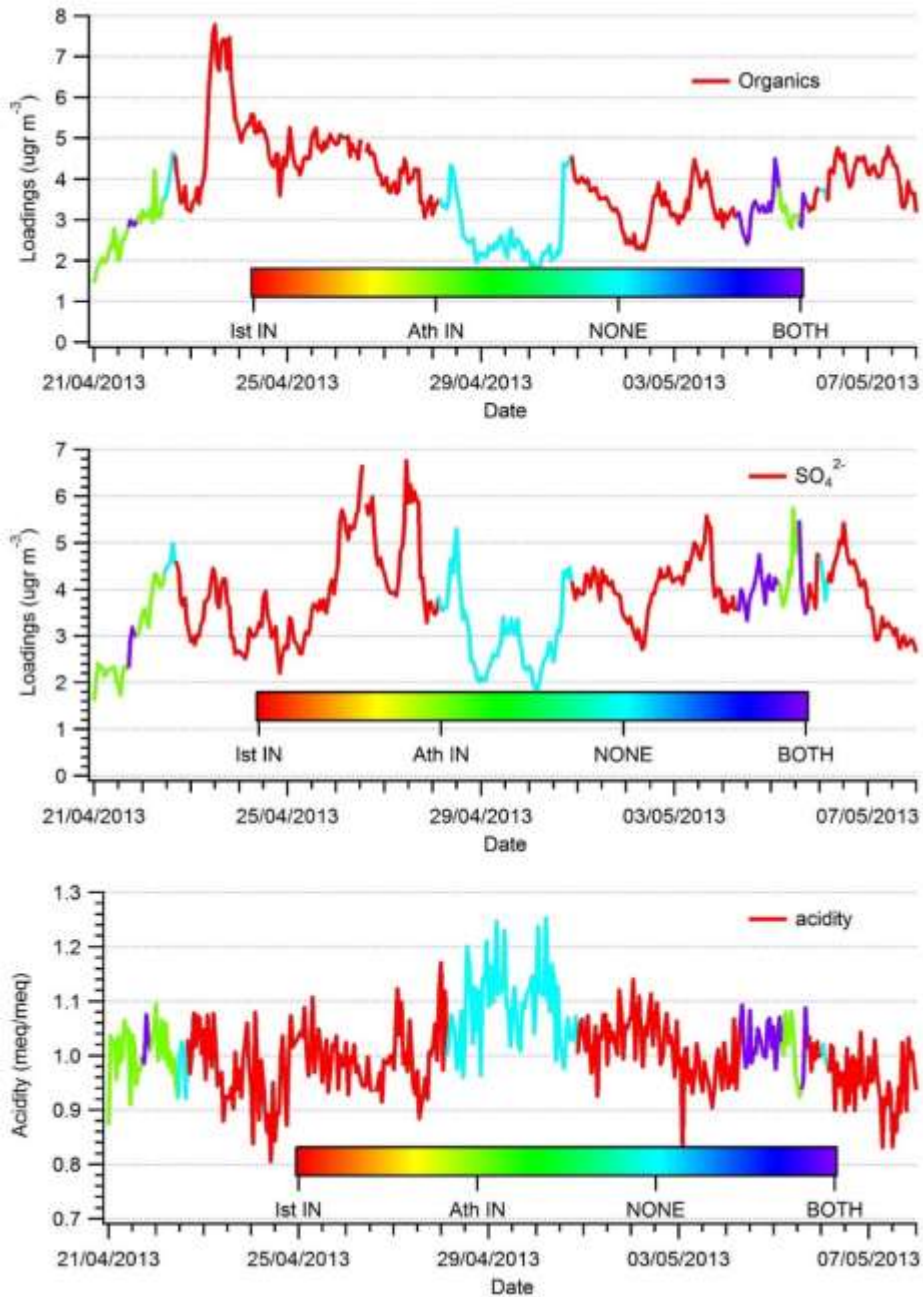 8
7
6
5
4
3
2
1
0
Loadings (ugr m-3)
Organics
Ist IN Ath IN NONE BOTH
21/04/2013 25/04/2013 29/04/2013 03/05/2013 07/05/2013
Date
7
6
5
4
3
2
1
0
Loadings (ugr m-3)
SO42-
Ist IN Ath IN NONE BOTH
21/04/2013 25/04/2013 29/04/2013 03/05/2013 07/05/2013
Date
1.3
1.2
1.1
1.0
0.9
0.8
0.7
Acidity (meq/meq)
acidity
Ist IN Ath IN NONE BOTH
21/04/2013 25/04/2013 29/04/2013 03/05/2013 07/05/2013
Date